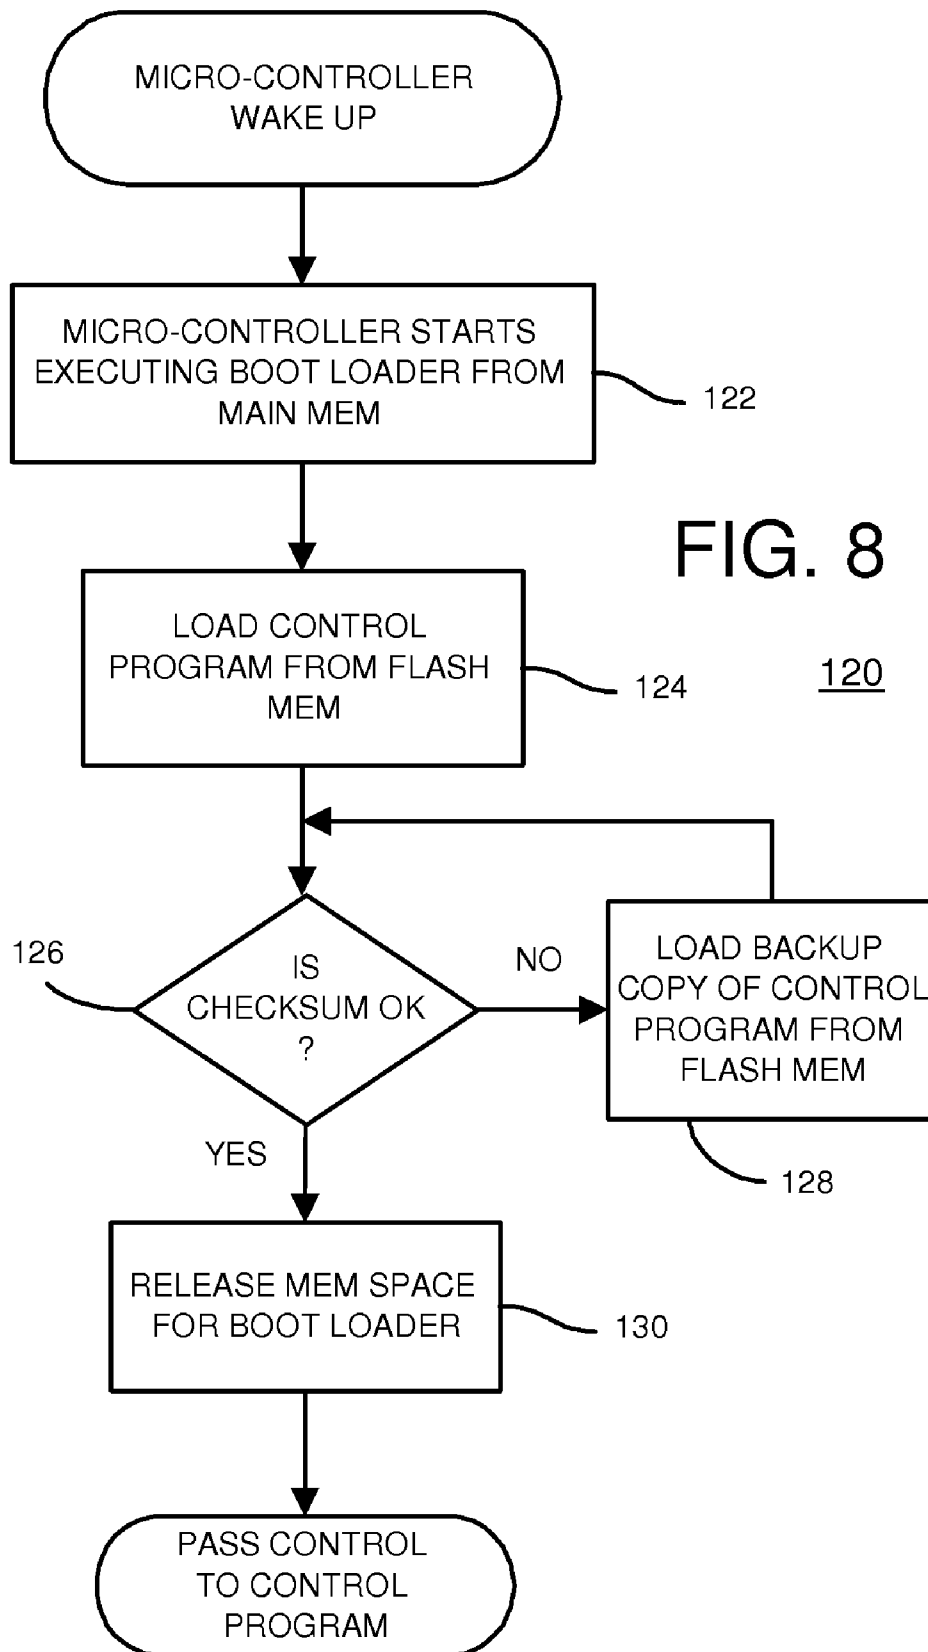 MICRO-CONTROLLER
WAKE UP
MICRO-CONTROLLER STARTS
EXECUTING BOOT LOADER FROM
MAIN MEM
122
FIG. 8
120
LOAD CONTROL
PROGRAM FROM FLASH
MEM
124
126
IS
CHECKSUM OK
?
NO
LOAD BACKUP
COPY OF CONTROL
PROGRAM FROM
FLASH MEM
128
YES
RELEASE MEM SPACE
FOR BOOT LOADER
130
PASS CONTROL
TO CONTROL
PROGRAM